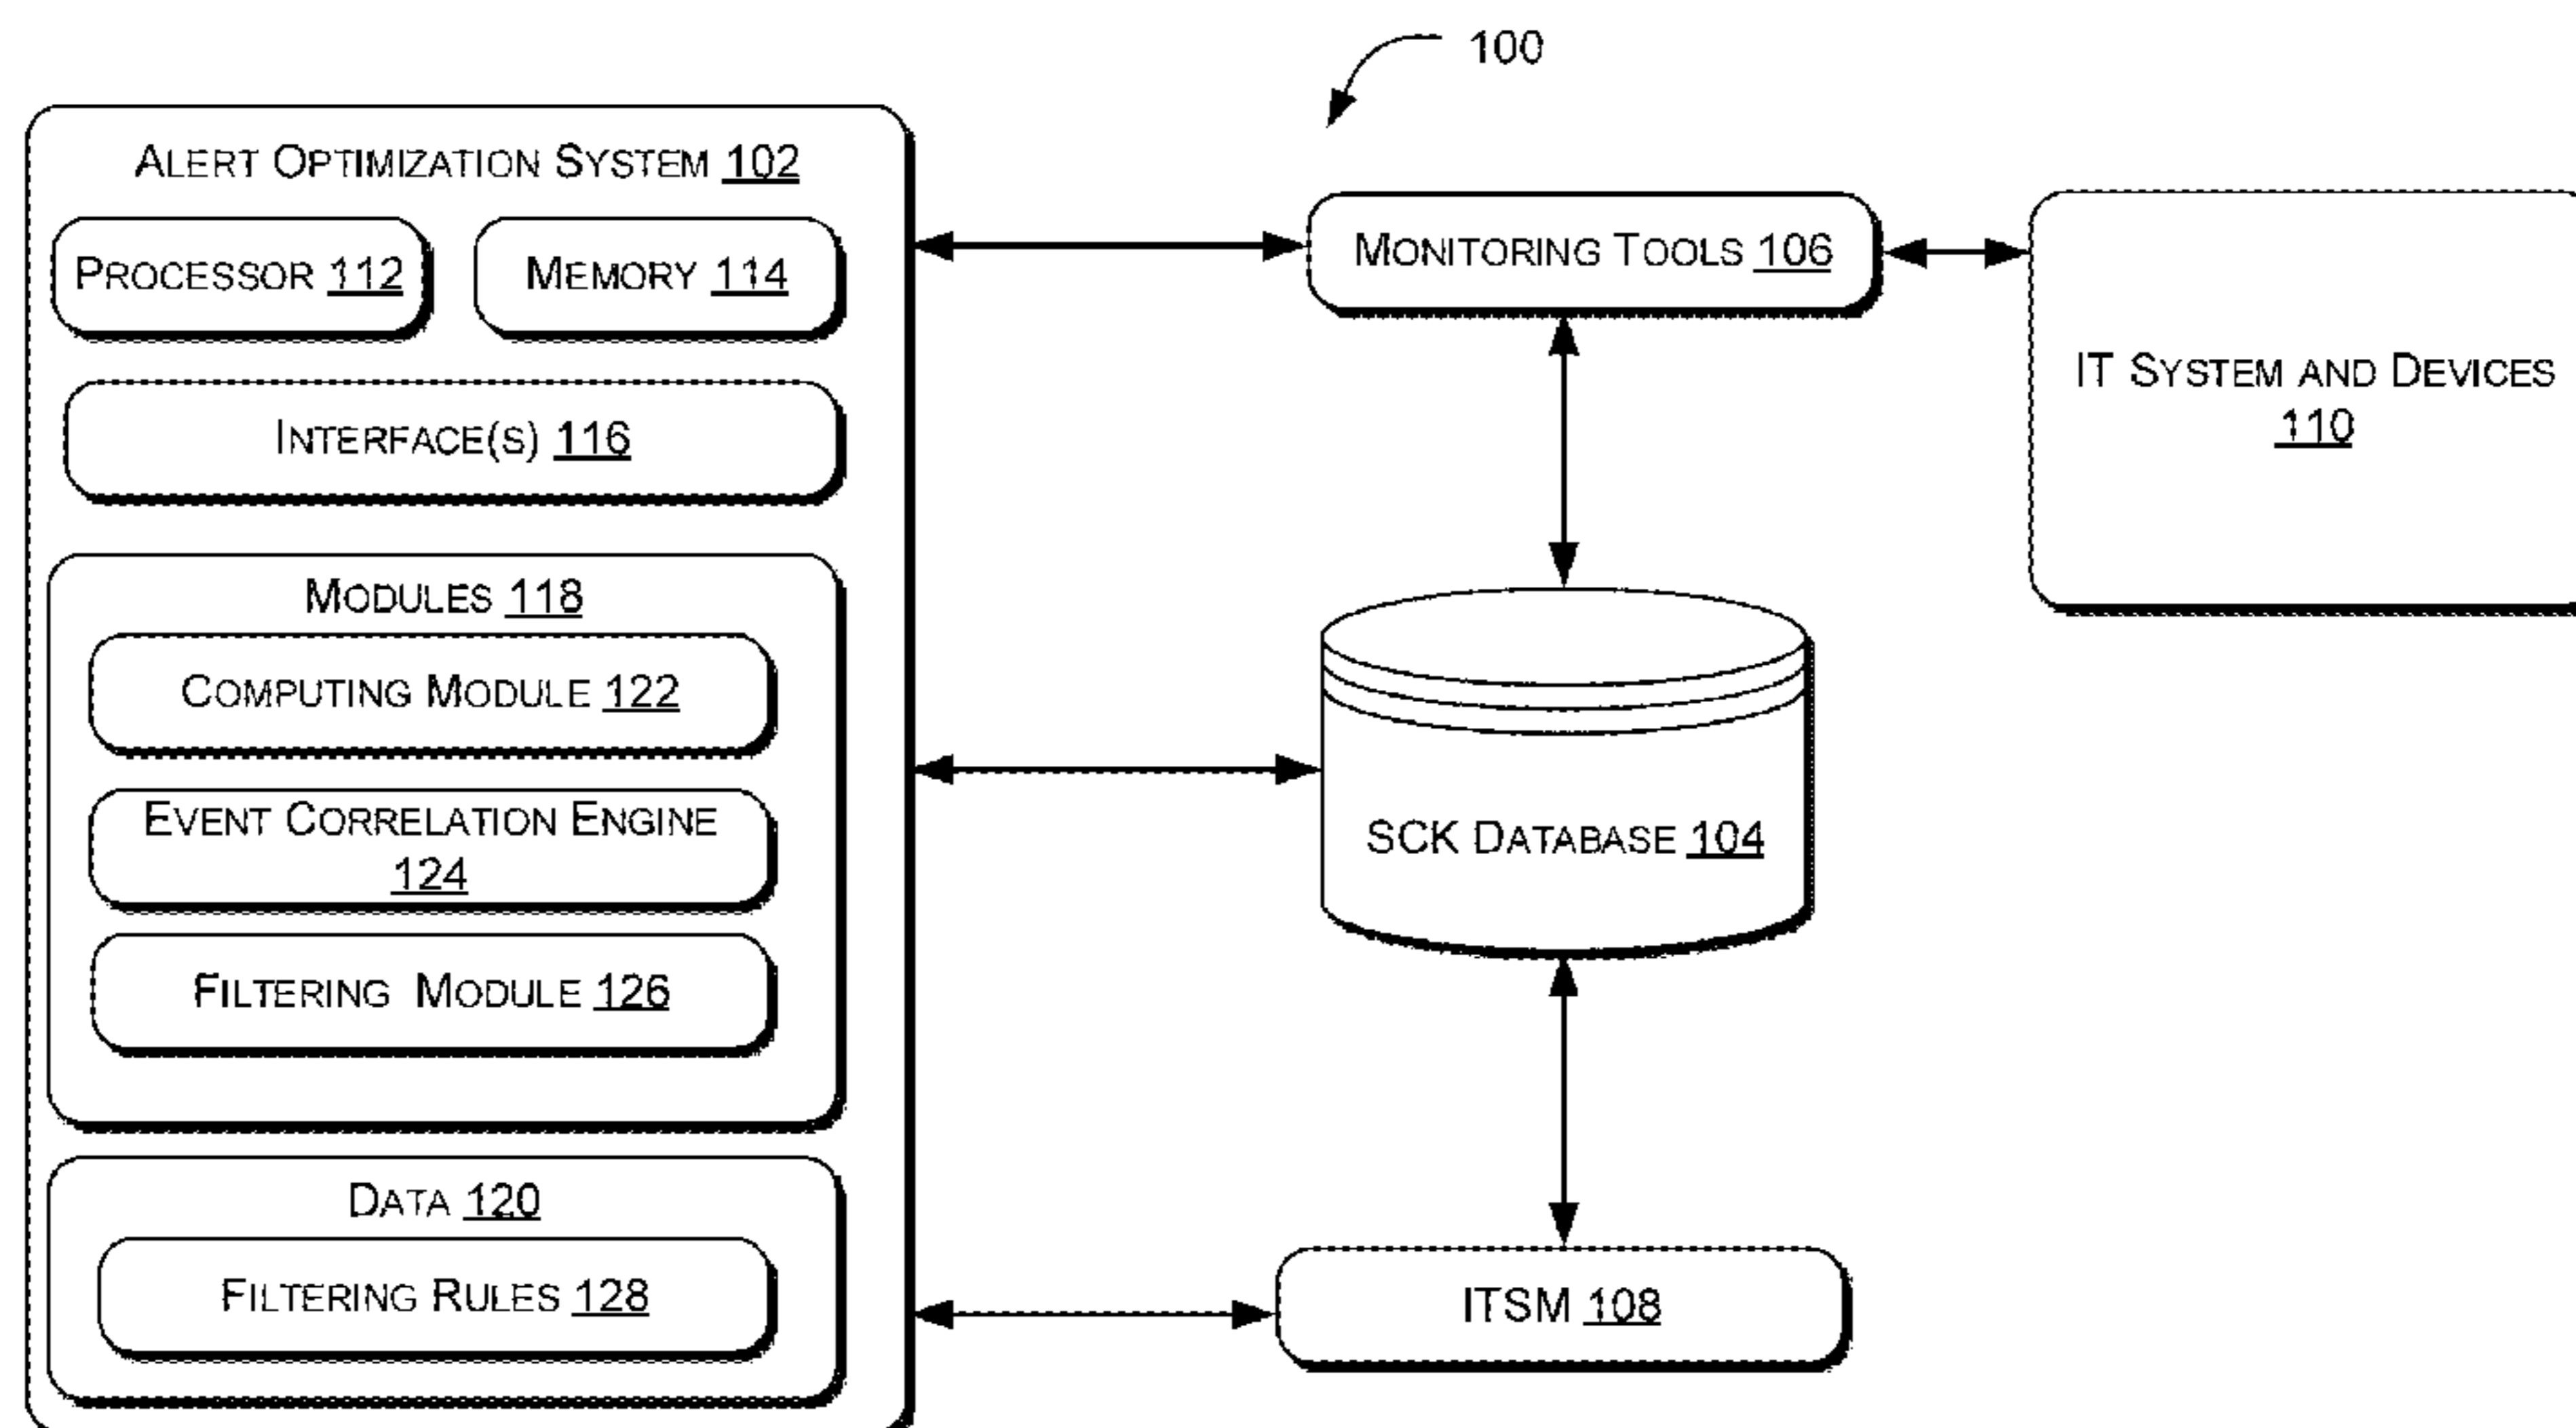 100
ALERT OPTIMIZATION SYSTEM 102
PROCESSOR 112
MEMORY 114
INTERFACE(S) 116
MODULES 118
COMPUTING MODULE 122
EVENT CORRELATION ENGINE
124
FILTERING MODULE 126
DATA 120
FILTERING RULES 128
MONITORING TOOLS 106
IT SYSTEM AND DEVICES
110
SCK DATABASE 104
ITSM 108